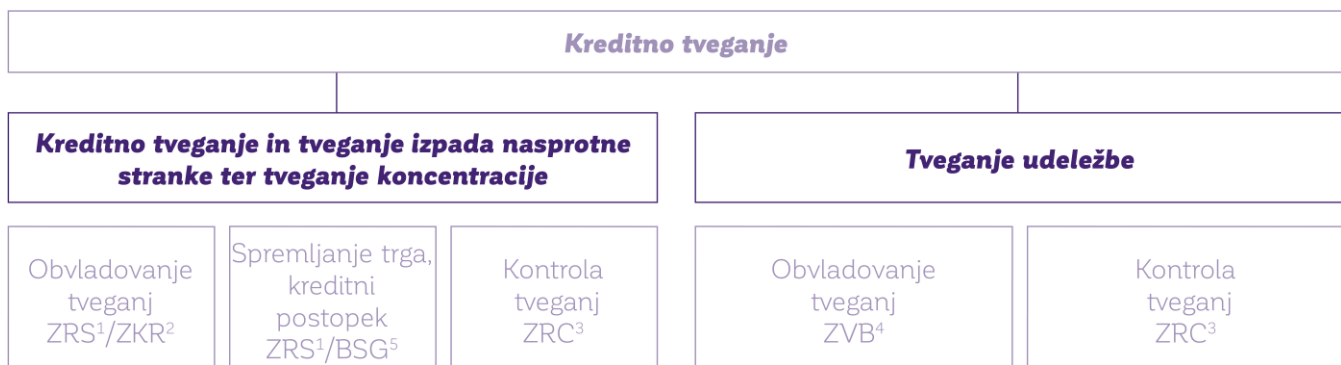 Kreditno tveganje
Kreditno tveganje in tveganje izpada nasprotne
stranke ter tveganje koncentracije
Tveganje udeležbe
Obvladovanje
tveganj
ZRS¹/ZKR²
Spremljanje trga,
kreditni
postopek
ZRS¹/BSG⁵
Kontrola
tveganj
ZRC³
Obvladovanje
tveganj
ZVB⁴
Kontrola
tveganj
ZRC³